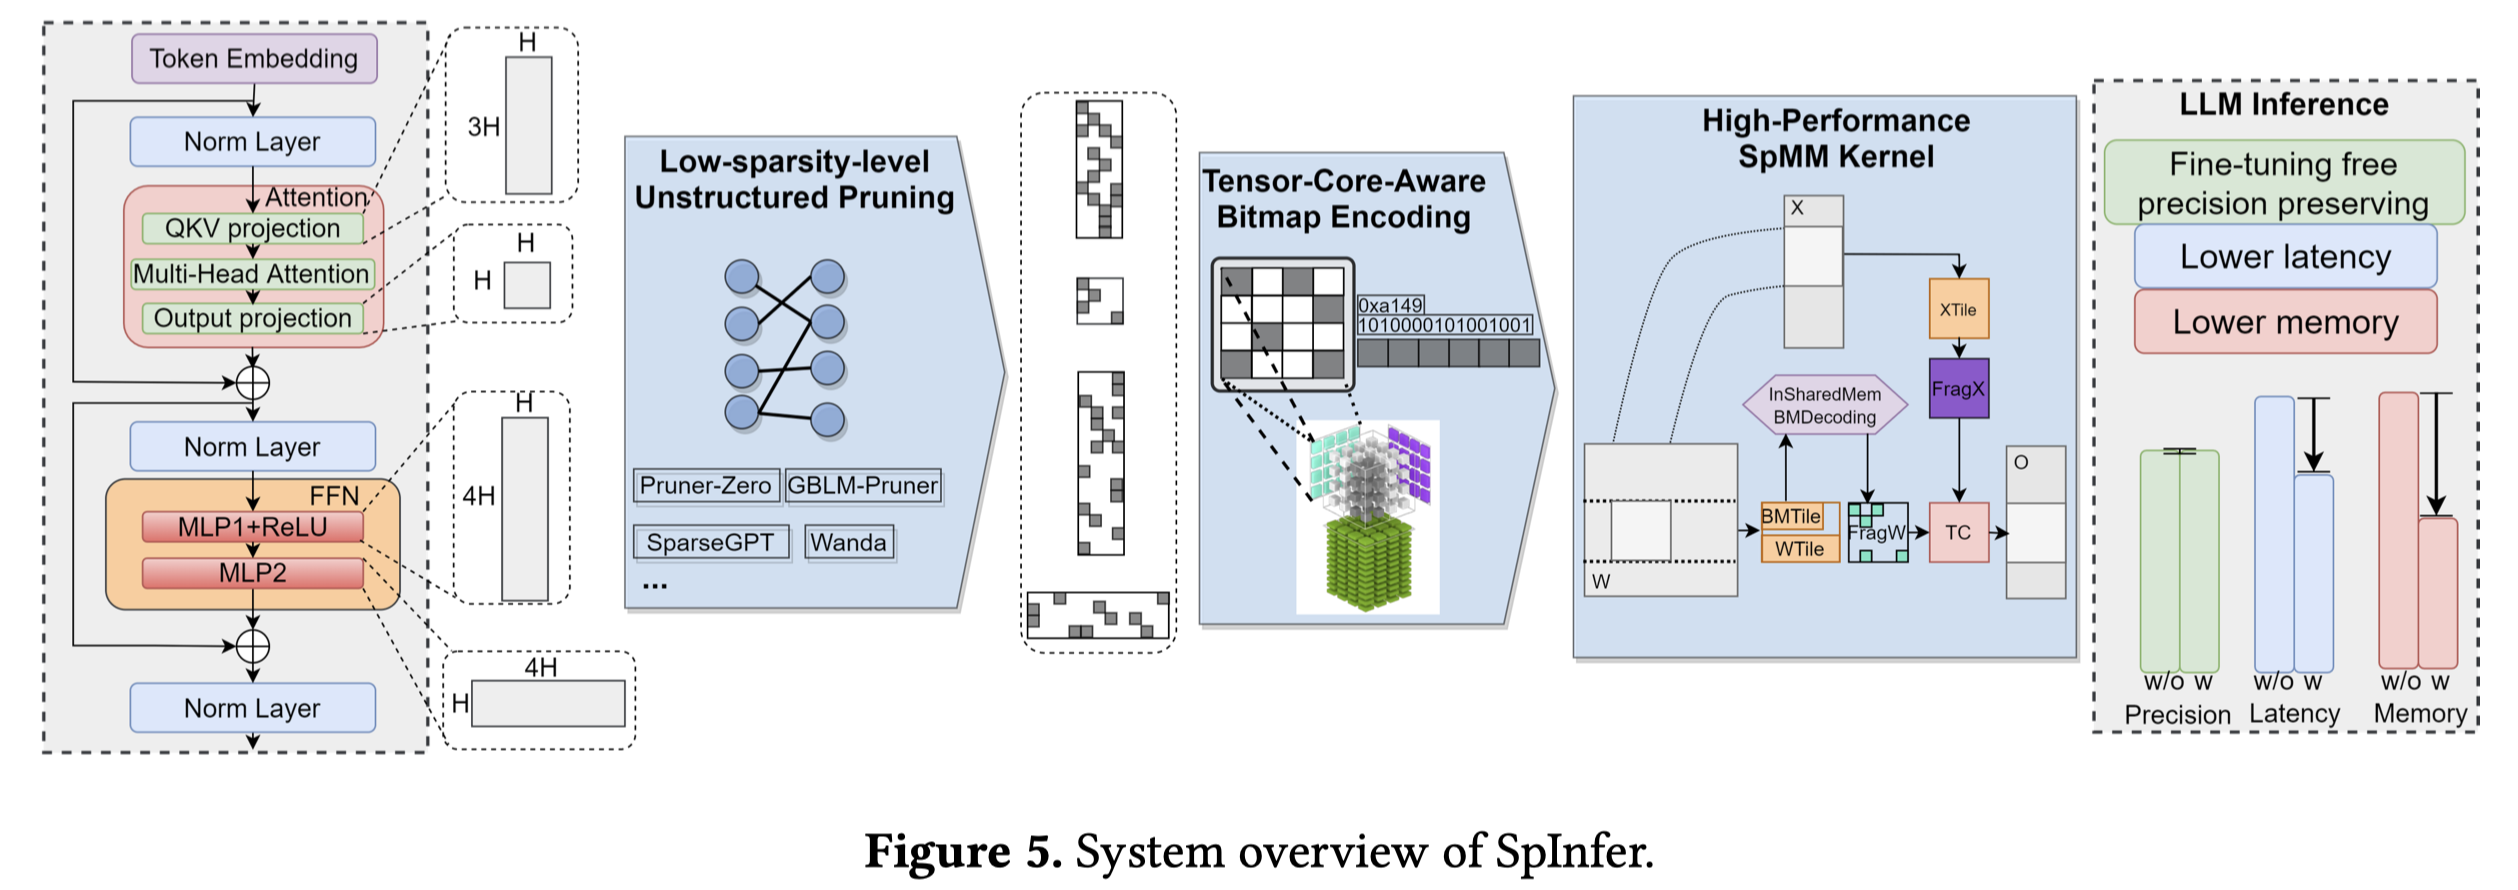 Token Embedding
Norm Layer
Attention
QKV projection
Multi-Head Attention
Output projection
Norm Layer
FFN
MLP1+ReLU
MLP2
Norm Layer
H
3H
H
H
H
4H
4H
H
Low-sparsity-level
Unstructured Pruning
Pruner-Zero
GBLM-Pruner
SparseGPT
Wanda
...
Tensor-Core-Aware
Bitmap Encoding
0xa149
1010000101001001
High-Performance
SpMM Kernel
X
XTile
FragX
InSharedMem
BMDecoding
W
BMTile
WTile
FragW
TC
O
LLM Inference
Fine-tuning free
precision preserving
Lower latency
Lower memory
w/o w
Precision
w/o w
Latency
w/o w
Memory
Figure 5. System overview of SpInfer.